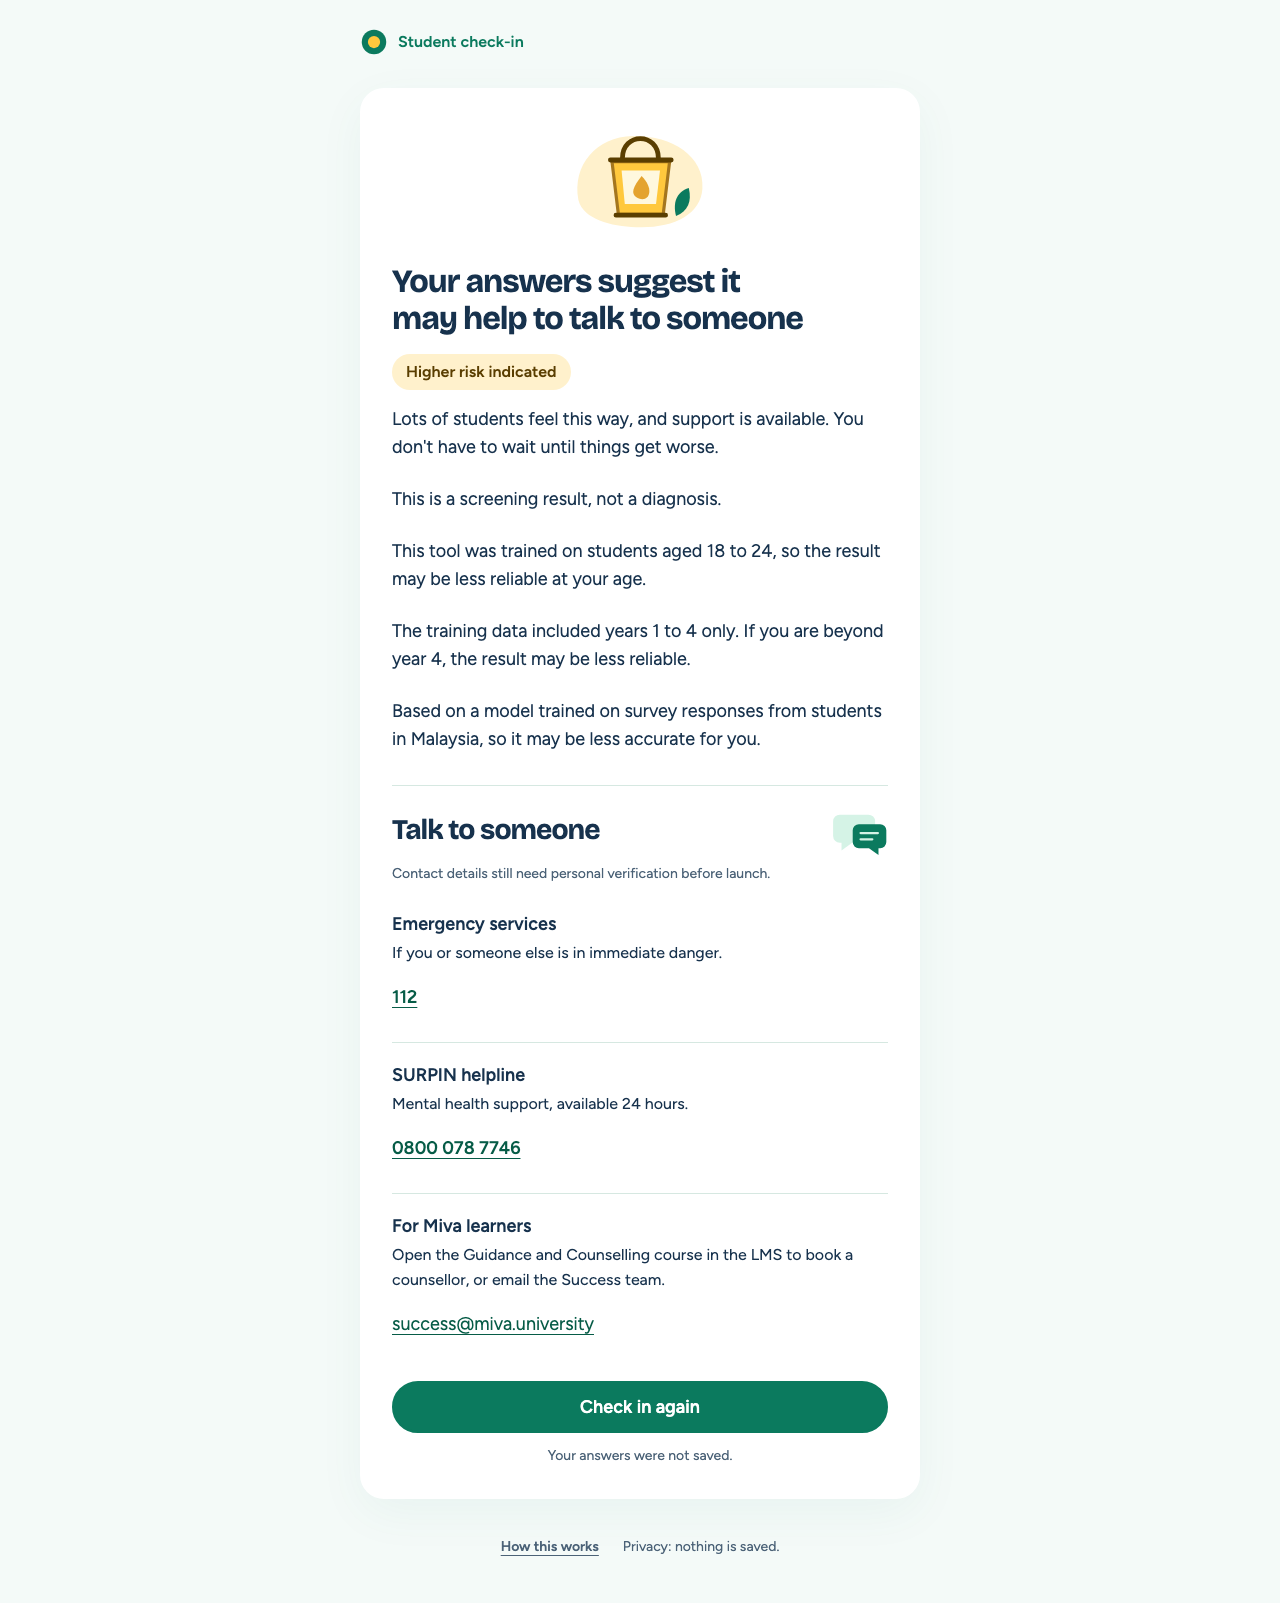 Student check-in
Your answers suggest it
may help to talk to someone
Higher risk indicated
Lots of students feel this way, and support is available. You
don't have to wait until things get worse.
This is a screening result, not a diagnosis.
This tool was trained on students aged 18 to 24, so the result
may be less reliable at your age.
The training data included years 1 to 4 only. If you are beyond
year 4, the result may be less reliable.
Based on a model trained on survey responses from students
in Malaysia, so it may be less accurate for you.
Talk to someone
Contact details still need personal verification before launch.
Emergency services
If you or someone else is in immediate danger.
112
SURPIN helpline
Mental health support, available 24 hours.
0800 078 7746
For Miva learners
Open the Guidance and Counselling course in the LMS to book a
counsellor, or email the Success team.
success@miva.university
Check in again
Your answers were not saved.
How this works Privacy: nothing is saved.